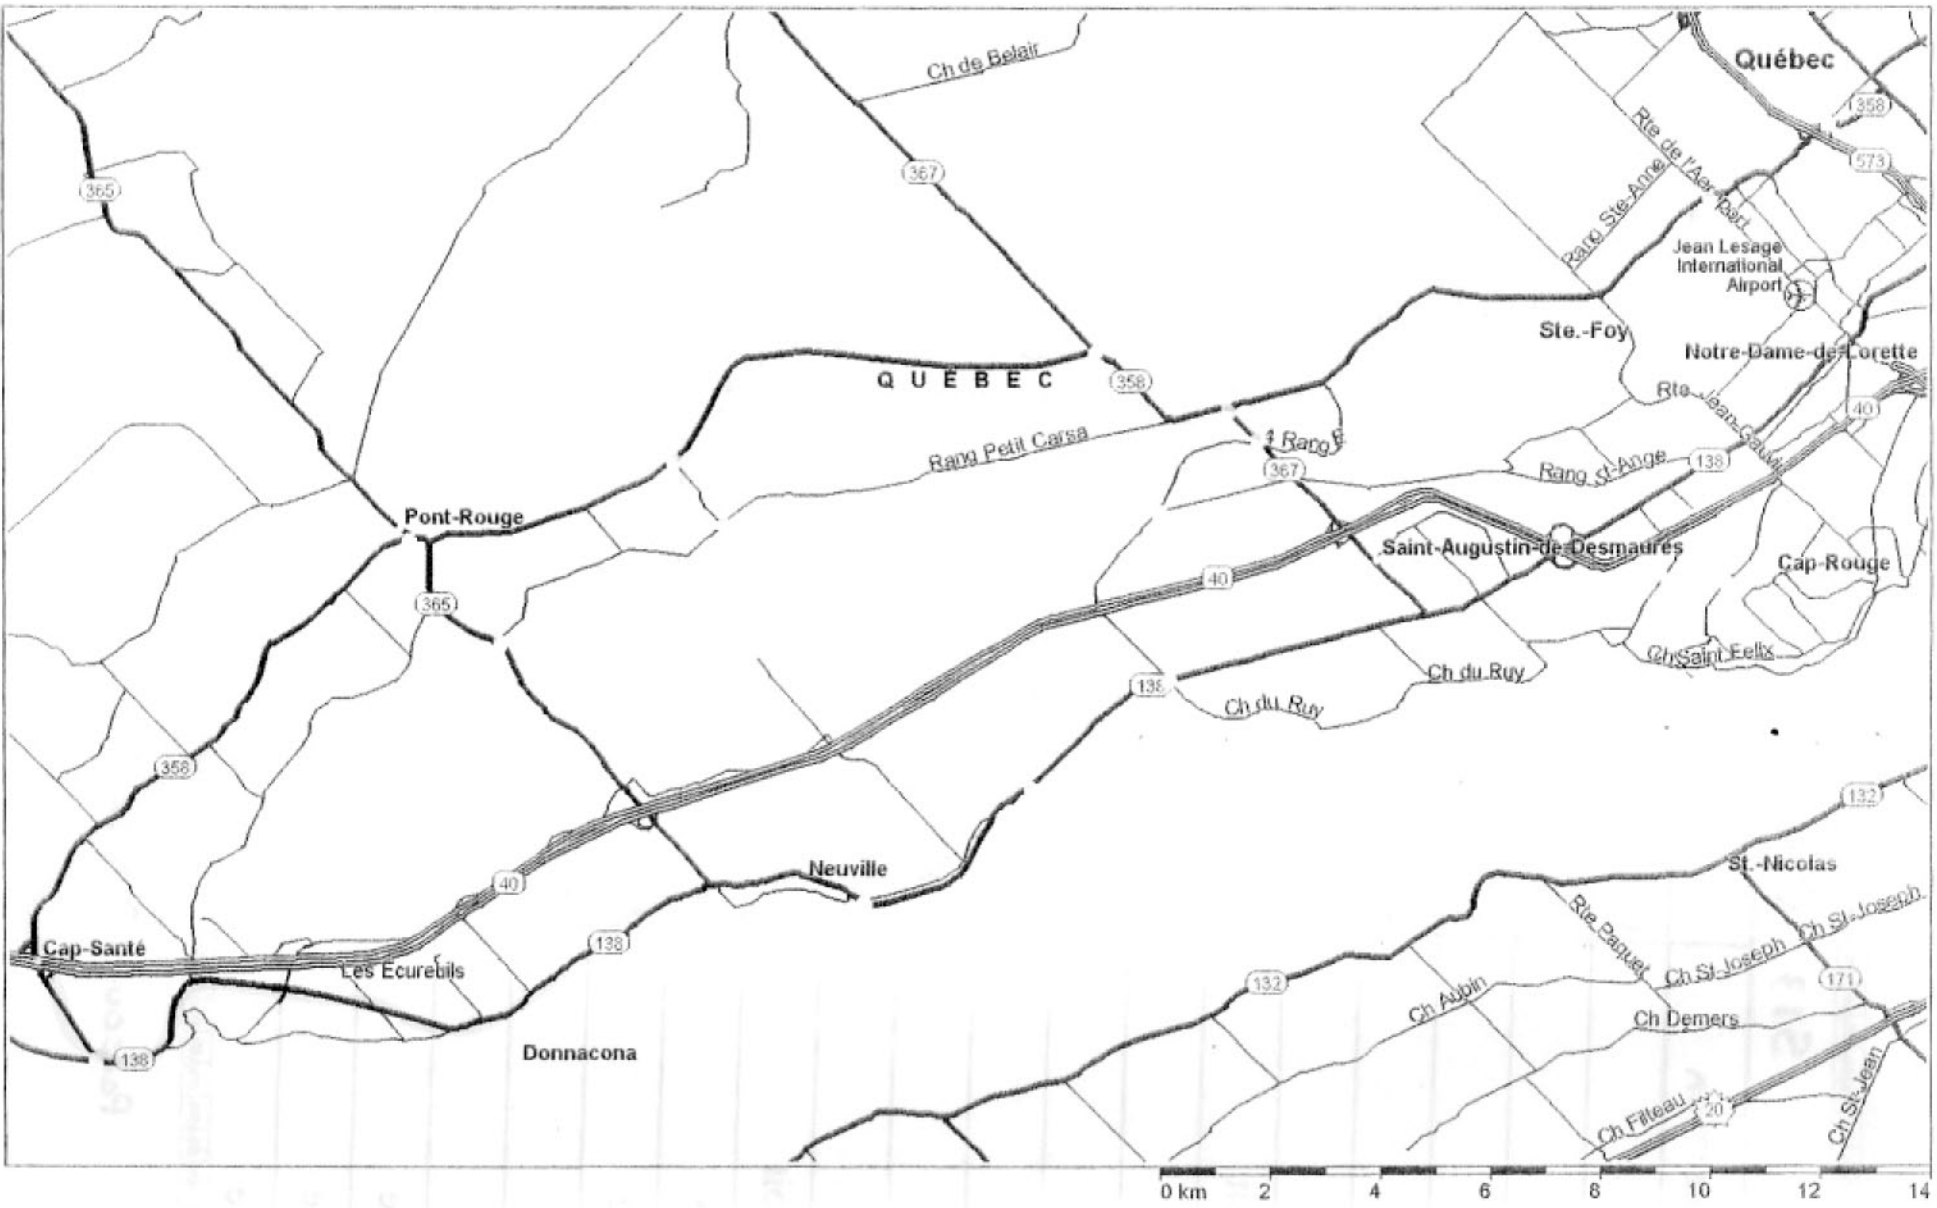 Québec
Ch de Belair
358
Rte de l'Aéroport
573
367
365
Rang Ste-Anne
Jean Lesage
International
Airport
Ste.-Foy
Notre-Dame-de-Lorette
QUÉBEC
358
Rte Jean-Gauvin
40
Rang Petit Carsa
Rang
367
Rang St-Ange
138
Pont-Rouge
Saint-Augustin-de-Desmaures
Cap-Rouge
40
365
Ch Saint Felix
Ch du Ruy
138
Ch du Ruy
358
132
Neuville
St.-Nicolas
40
Rte Paquet
Ch St-Joseph
138
Cap-Santé
Les Ecureuils
Ch St-Joseph
171
132
Ch Aubin
Ch Demers
138
Donnacona
Ch St-Jean
Ch Filteau
20
0 km 2 4 6 8 10 12 14